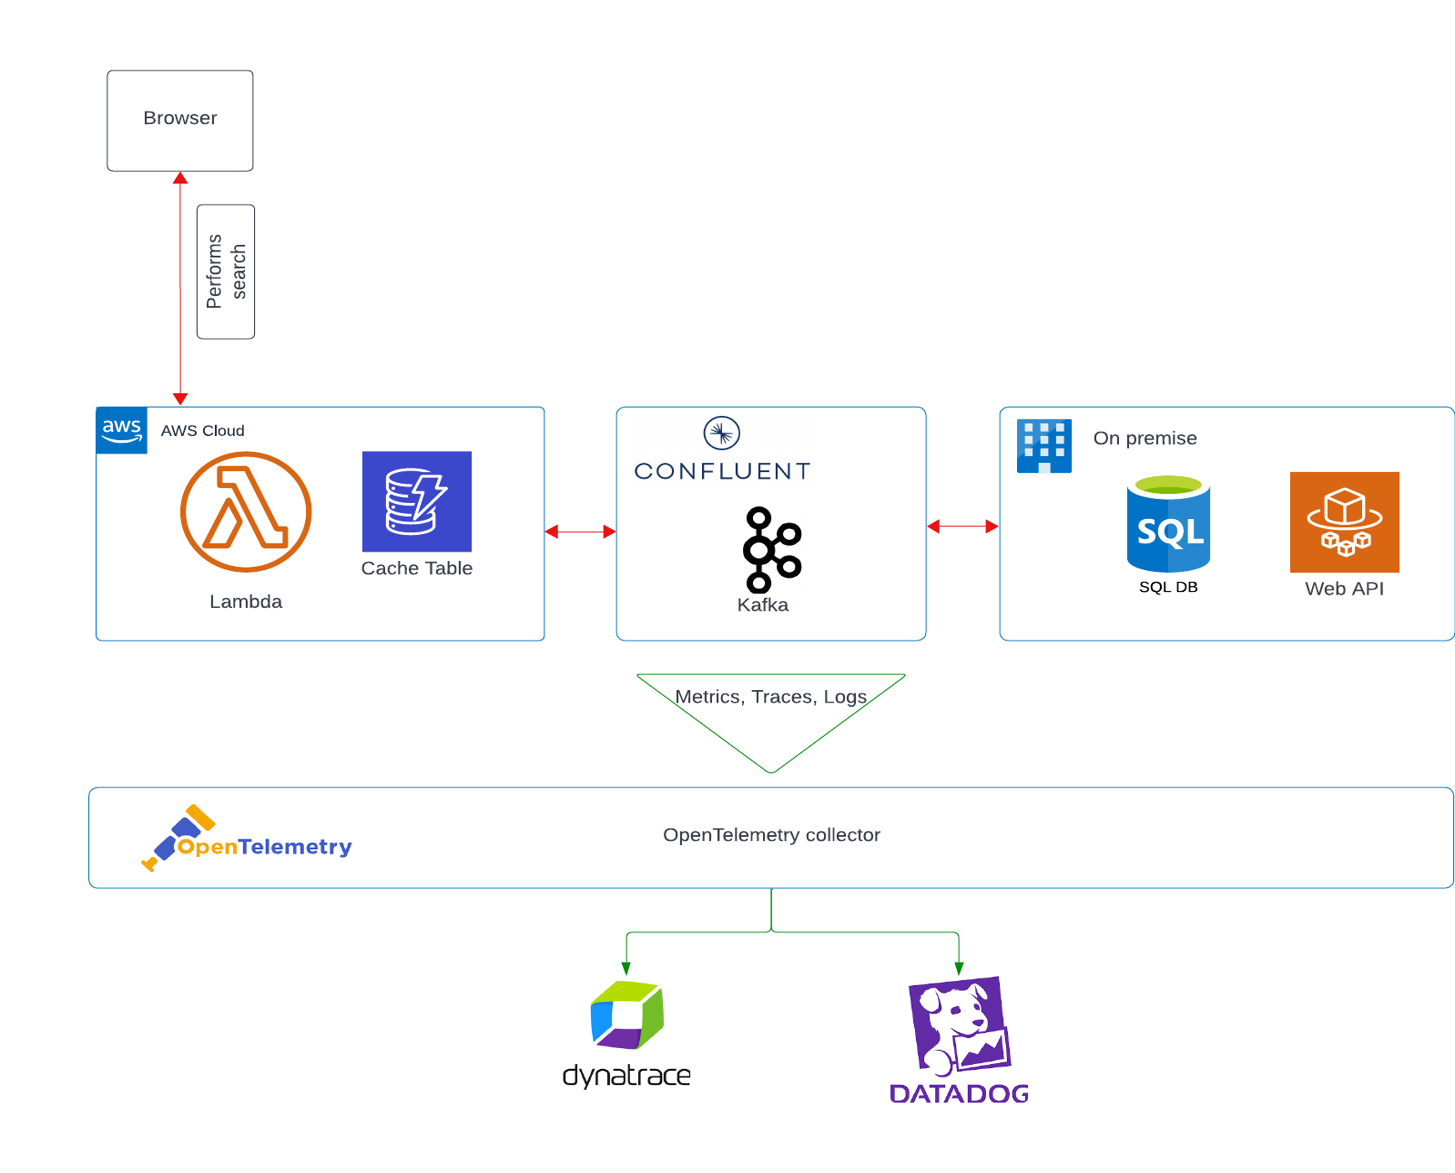 Browser
Performs
search
aws
AWS Cloud
Lambda
Cache Table
CONFLUENT
Kafka
On premise
SQL
SQL DB
Web API
Metrics, Traces, Logs
OpenTelemetry
OpenTelemetry collector
dynatrace
DATADOG